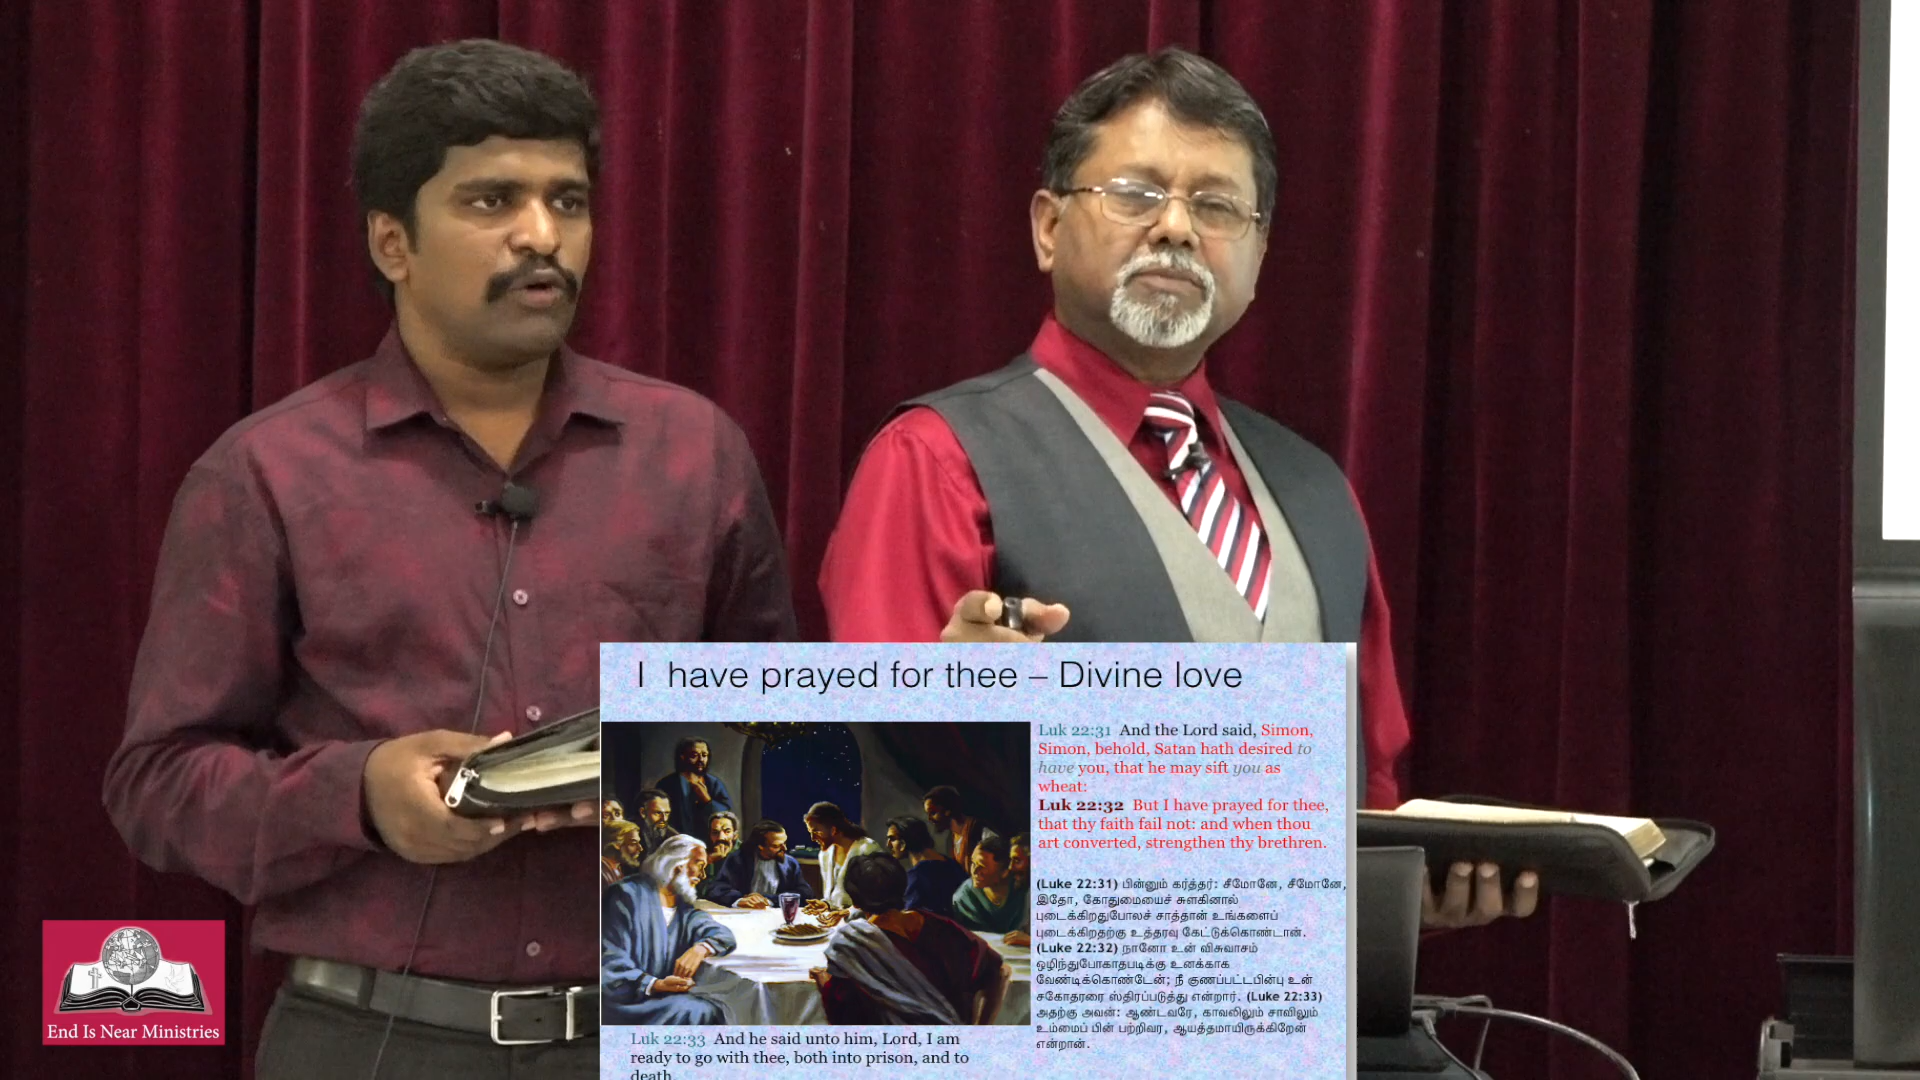 I have prayed for thee – Divine love
Luk 22:31 And the Lord said, Simon,
Simon, behold, Satan hath desired to
have you, that he may sift you as
wheat:
Luk 22:32 But I have prayed for thee,
that thy faith fail not: and when thou
art converted, strengthen thy brethren.
(Luke 22:31) பின்னும் கர்த்தர்: சீமோனே, சீமோனே,
இதோ, கோதுமையைச் சுளகினால்
புடைக்கிறதுபோலச் சாத்தான் உங்களைப்
புடைக்கிறதற்கு உத்தரவு கேட்டுக்கொண்டான்.
(Luke 22:32) நானோ உன் விசுவாசம்
ஒழிந்துபோகாதபடிக்கு உனக்காக
வேண்டிக்கொண்டேன்; நீ குணப்பட்டபின்பு உன்
சகோதரரை ஸ்திரப்படுத்து என்றார். (Luke 22:33)
அதற்கு அவன்: ஆண்டவரே, காவலிலும் சாவிலும்
உம்மைப் பின் பற்றிவர, ஆயத்தமாயிருக்கிறேன்
என்றான்.
Luk 22:33 And he said unto him, Lord, I am
ready to go with thee, both into prison, and to
death.
End Is Near Ministries